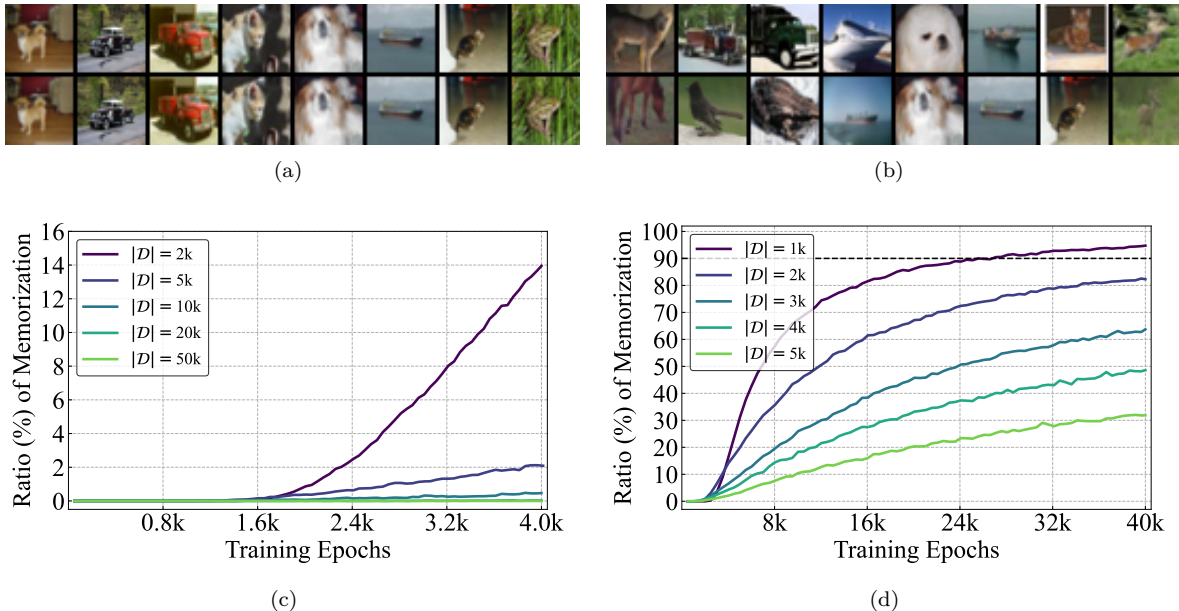 (a)
(b)
Ratio (%) of Memorization
16
14
12
10
8
6
4
2
0
|𝒟| = 2k
|𝒟| = 5k
|𝒟| = 10k
|𝒟| = 20k
|𝒟| = 50k
0.8k 1.6k 2.4k 3.2k 4.0k
Training Epochs
(c)
Ratio (%) of Memorization
100
90
80
70
60
50
40
30
20
10
0
|𝒟| = 1k
|𝒟| = 2k
|𝒟| = 3k
|𝒟| = 4k
|𝒟| = 5k
8k 16k 24k 32k 40k
Training Epochs
(d)